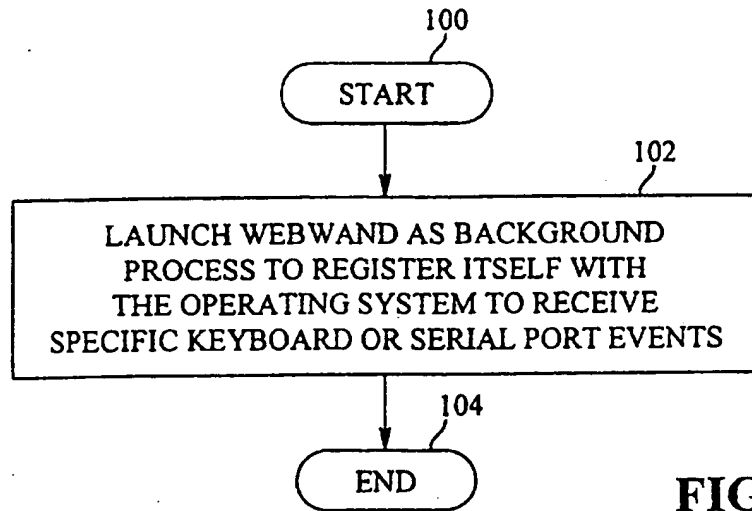 100
START
102
LAUNCH WEBWAND AS BACKGROUND
PROCESS TO REGISTER ITSELF WITH
THE OPERATING SYSTEM TO RECEIVE
SPECIFIC KEYBOARD OR SERIAL PORT EVENTS
104
END
FIG